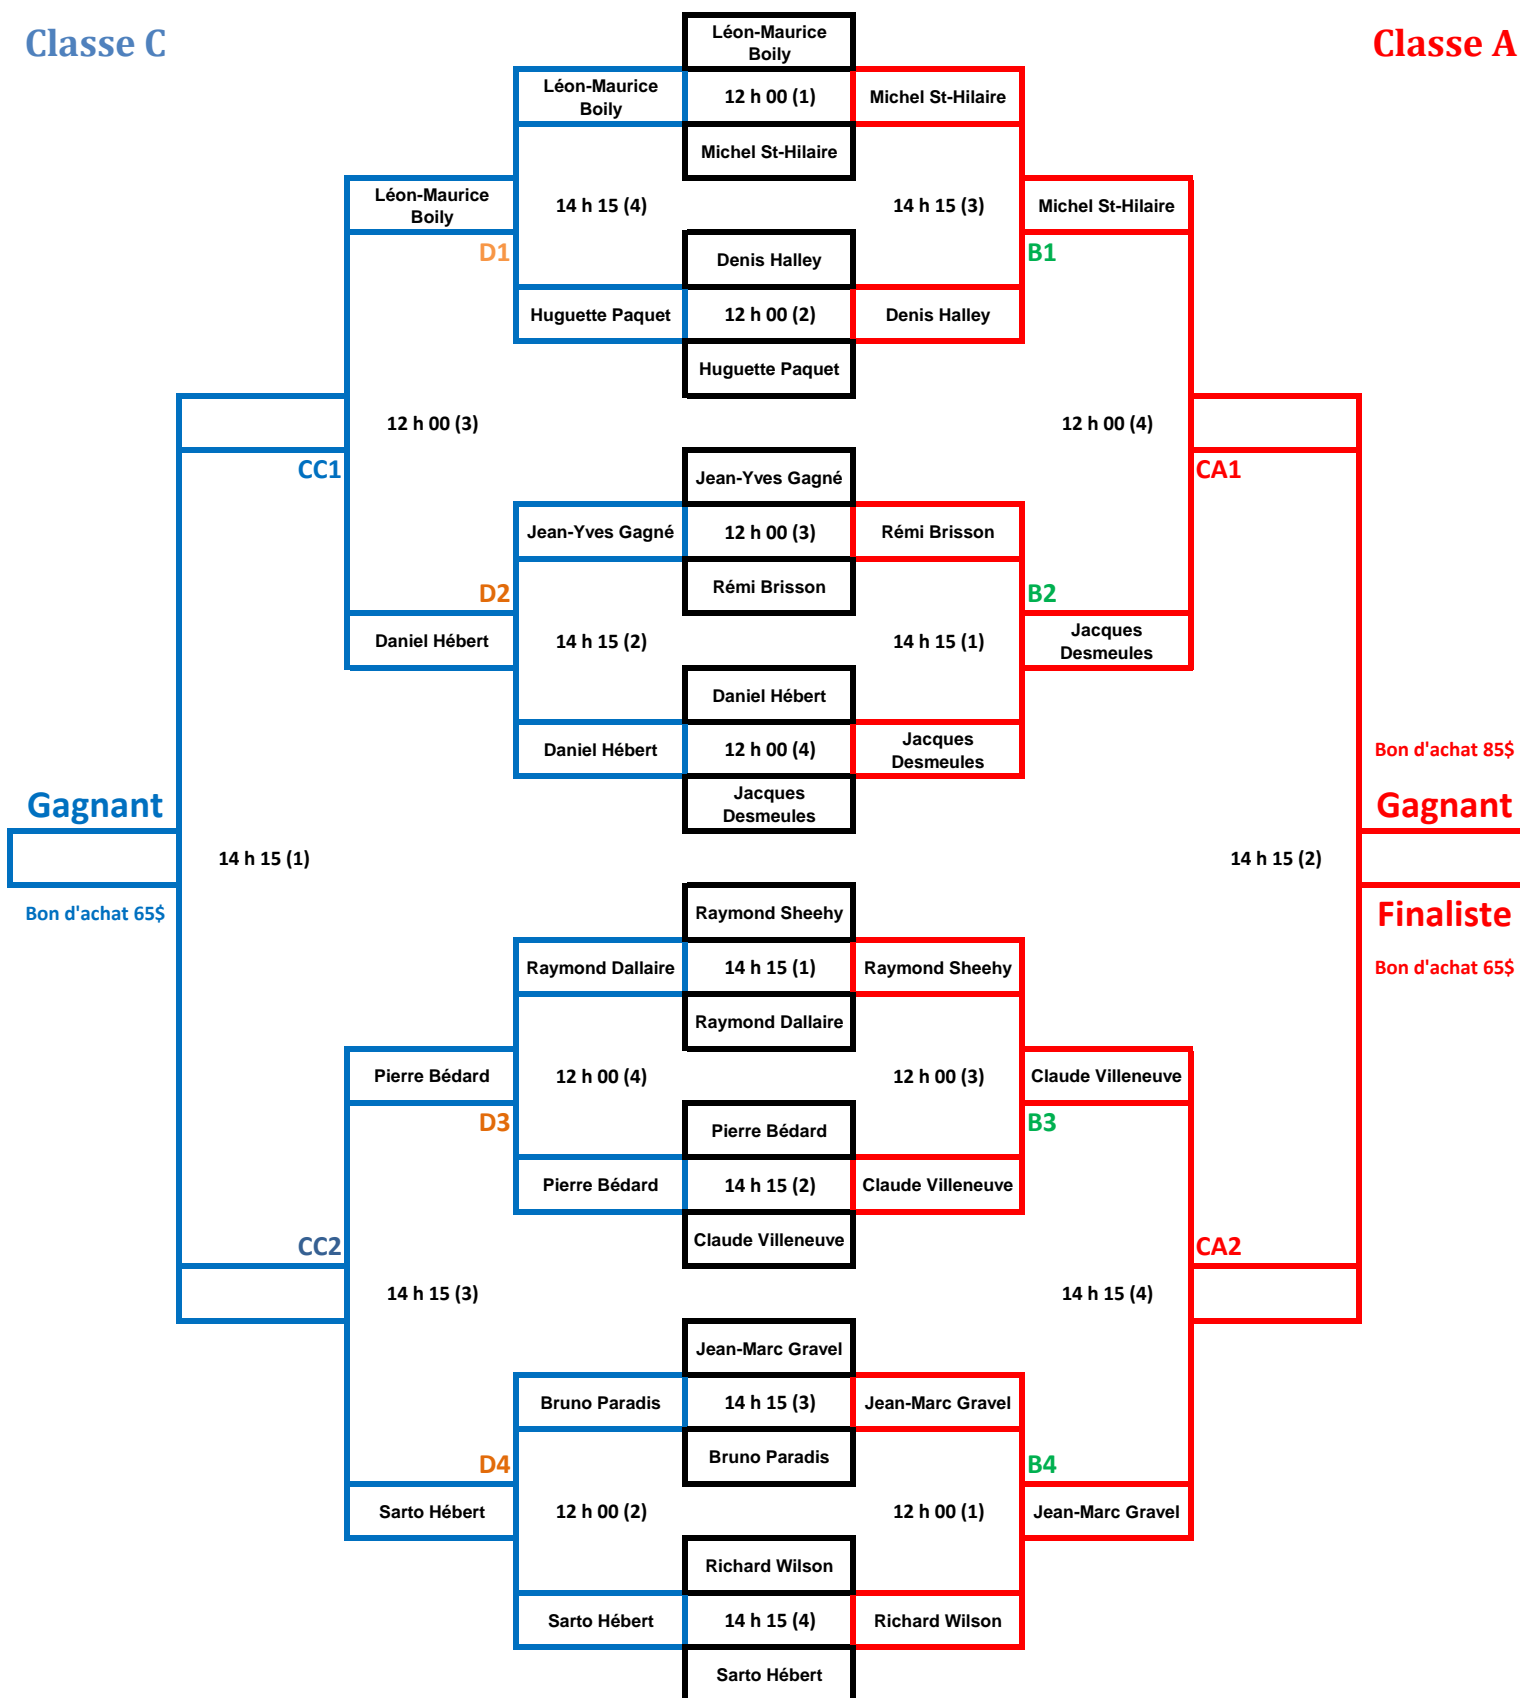 Classe C
Léon-Maurice
Boily
Classe A
Léon-Maurice
Boily
12 h 00 (1)
Michel St-Hilaire
Michel St-Hilaire
Léon-Maurice
Boily
14 h 15 (4)
14 h 15 (3)
Michel St-Hilaire
D1
Denis Halley
B1
Huguette Paquet
12 h 00 (2)
Denis Halley
Huguette Paquet
12 h 00 (3)
12 h 00 (4)
CC1
Jean-Yves Gagné
CA1
Jean-Yves Gagné
12 h 00 (3)
Rémi Brisson
D2
Rémi Brisson
B2
Daniel Hébert
14 h 15 (2)
14 h 15 (1)
Jacques
Desmeules
Daniel Hébert
Daniel Hébert
12 h 00 (4)
Jacques
Desmeules
Bon d'achat 85$
Gagnant
Jacques
Desmeules
Gagnant
14 h 15 (1)
14 h 15 (2)
Bon d'achat 65$
Raymond Sheehy
Finaliste
Raymond Dallaire
14 h 15 (1)
Raymond Sheehy
Bon d'achat 65$
Raymond Dallaire
Pierre Bédard
12 h 00 (4)
12 h 00 (3)
Claude Villeneuve
D3
Pierre Bédard
B3
Pierre Bédard
14 h 15 (2)
Claude Villeneuve
CC2
Claude Villeneuve
CA2
14 h 15 (3)
14 h 15 (4)
Jean-Marc Gravel
Bruno Paradis
14 h 15 (3)
Jean-Marc Gravel
D4
Bruno Paradis
B4
Sarto Hébert
12 h 00 (2)
12 h 00 (1)
Jean-Marc Gravel
Richard Wilson
Sarto Hébert
14 h 15 (4)
Richard Wilson
Sarto Hébert